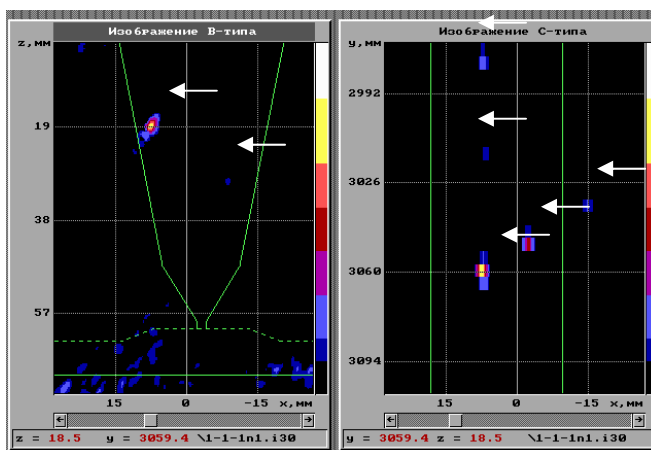 Изображение B-типа
z,мм
19
38
57
15 0 -15 x,мм
z = 18.5 y = 3059.4 \1-1-1n1.i30
Изображение C-типа
y,мм
2992
3026
3060
3094
15 0 -15 x,мм
y = 3059.4 z = 18.5 \1-1-1n1.i30